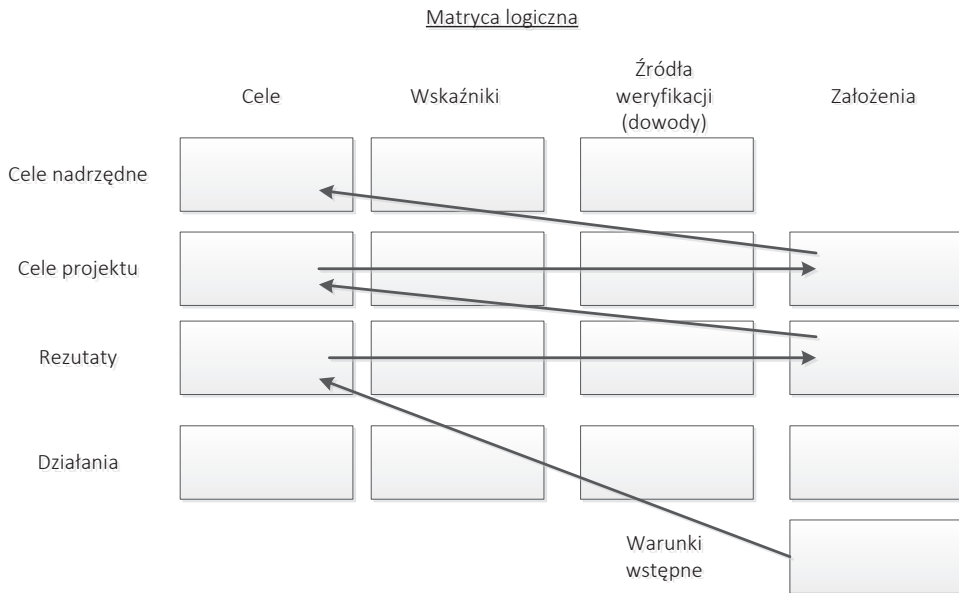 Matryca logiczna
Cele
Wskaźniki
Źródła
weryfikacji
(dowody)
Założenia
Cele nadrzędne
Cele projektu
Rezutaty
Działania
Warunki
wstępne